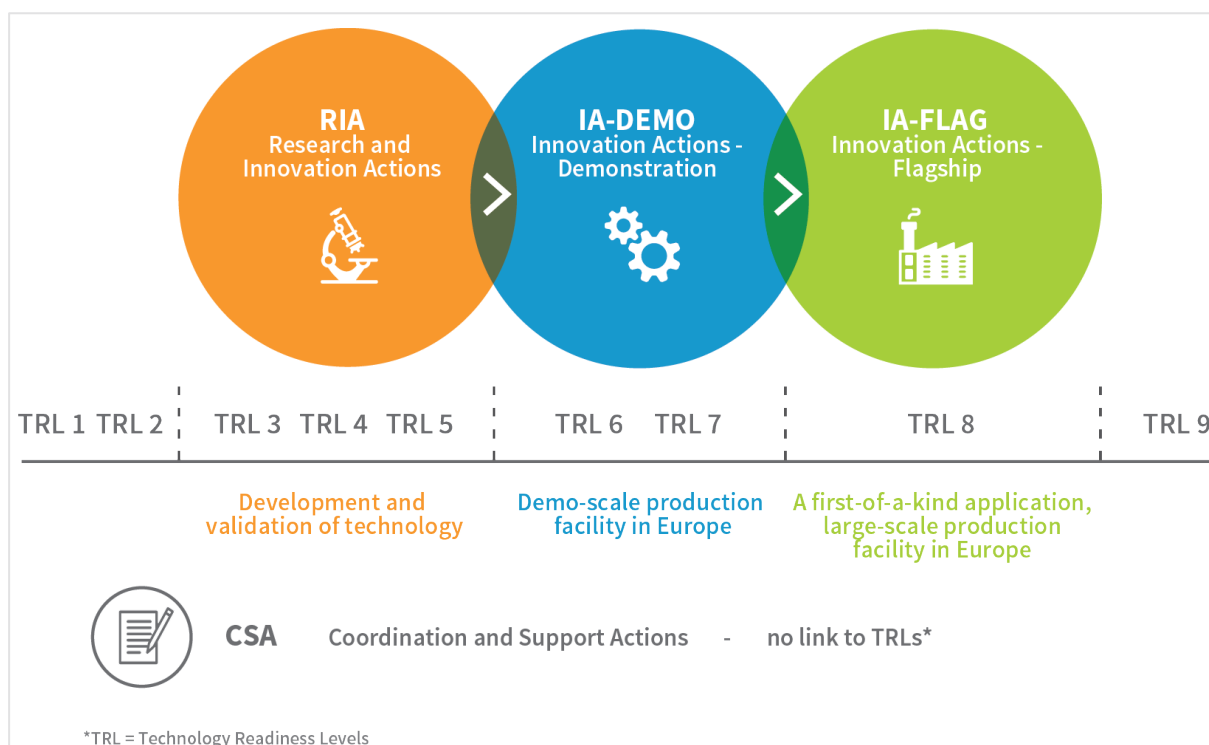 RIA
Research and
Innovation Actions
IA-DEMO
Innovation Actions -
Demonstration
IA-FLAG
Innovation Actions -
Flagship
TRL 1 TRL 2 TRL 3 TRL 4 TRL 5 TRL 6 TRL 7 TRL 8 TRL 9
Development and
validation of technology
Demo-scale production
facility in Europe
A first-of-a-kind application,
large-scale production
facility in Europe
CSA Coordination and Support Actions - no link to TRLs*
*TRL = Technology Readiness Levels